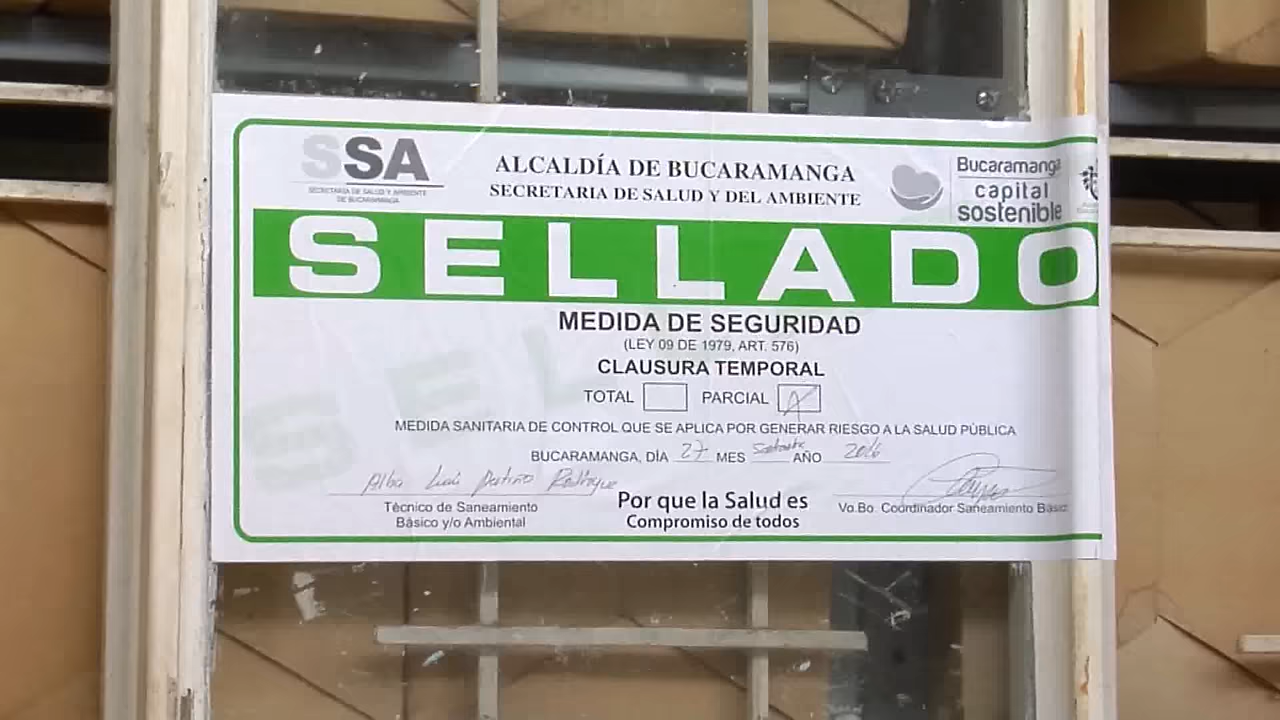 SSA
SECRETARÍA DE SALUD Y AMBIENTE
DE BUCARAMANGA
ALCALDÍA DE BUCARAMANGA
SECRETARIA DE SALUD Y DEL AMBIENTE
Bucaramanga
capital
sostenible
SELLADO
MEDIDA DE SEGURIDAD
(LEY 09 DE 1979, ART. 576)
CLAUSURA TEMPORAL
TOTAL PARCIAL X
MEDIDA SANITARIA DE CONTROL QUE SE APLICA POR GENERAR RIESGO A LA SALUD PÚBLICA
BUCARAMANGA, DÍA 27 MES AÑO 2016
Alba
Técnico de Saneamiento
Básico y/o Ambiental
Por que la Salud es
Compromiso de todos
Vo.Bo. Coordinador Saneamiento Básico